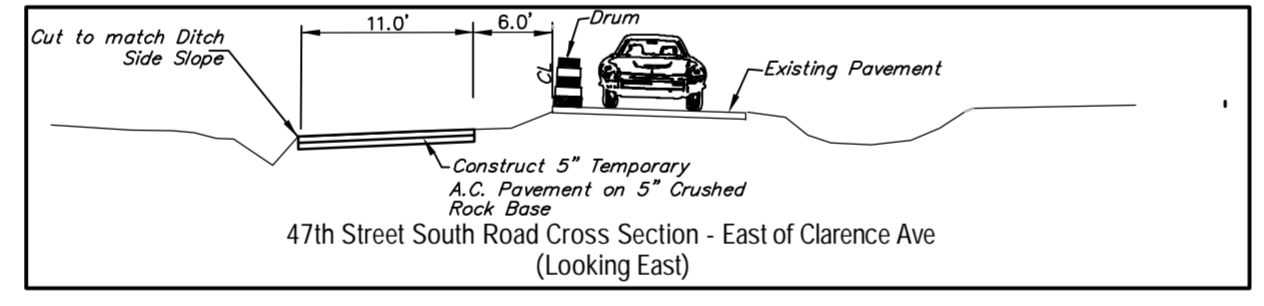 11.0'
6.0'
Drum
Cut to match Ditch
Side Slope
CL
Existing Pavement
Construct 5" Temporary
A.C. Pavement on 5" Crushed
Rock Base
47th Street South Road Cross Section - East of Clarence Ave
(Looking East)